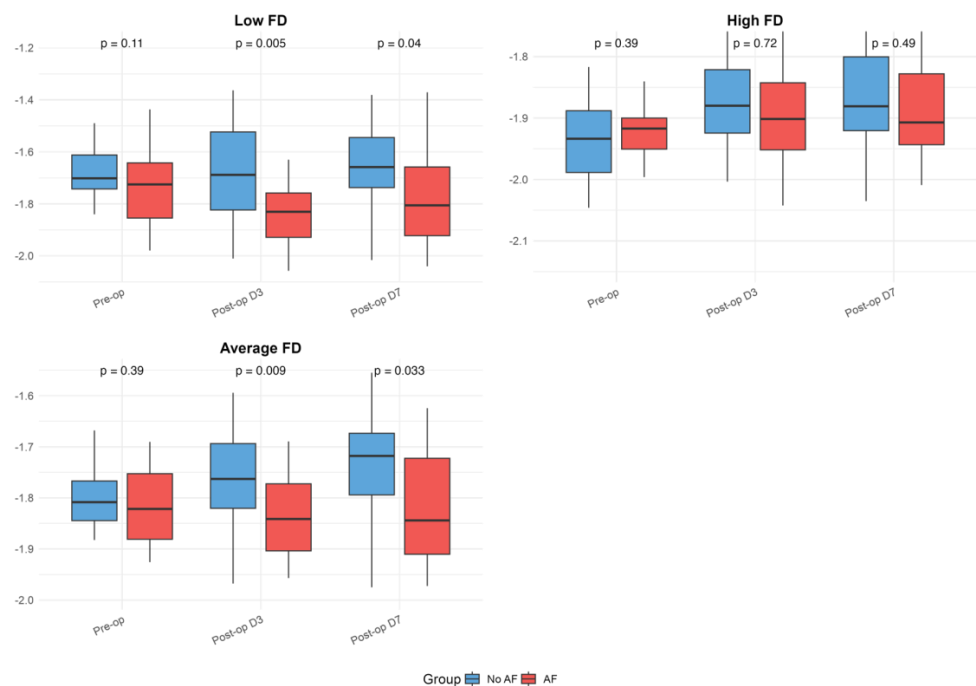 Low FD
p = 0.11 p = 0.005 p = 0.04
-1.2
-1.4
-1.6
-1.8
-2.0
Pre-op Post-op D3 Post-op D7
High FD
p = 0.39 p = 0.72 p = 0.49
-1.8
-1.9
-2.0
-2.1
Pre-op Post-op D3 Post-op D7
Average FD
p = 0.39 p = 0.009 p = 0.033
-1.6
-1.7
-1.8
-1.9
-2.0
Pre-op Post-op D3 Post-op D7
Group No AF AF